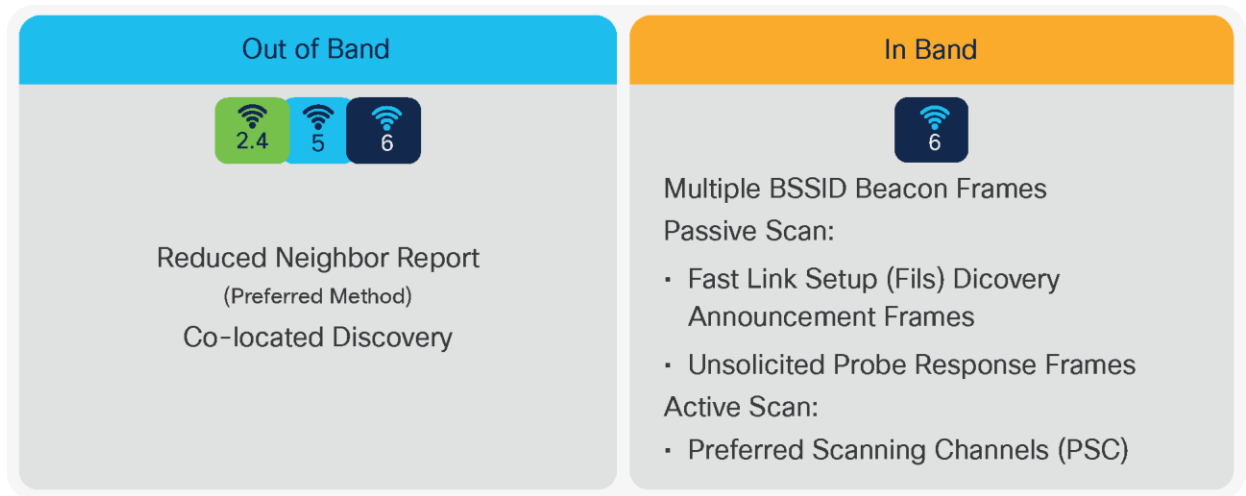 Out of Band
2.4
5
6
Reduced Neighbor Report
(Preferred Method)
Co-located Discovery
In Band
6
Multiple BSSID Beacon Frames
Passive Scan:
· Fast Link Setup (Fils) Dicovery
Announcement Frames
· Unsolicited Probe Response Frames
Active Scan:
· Preferred Scanning Channels (PSC)